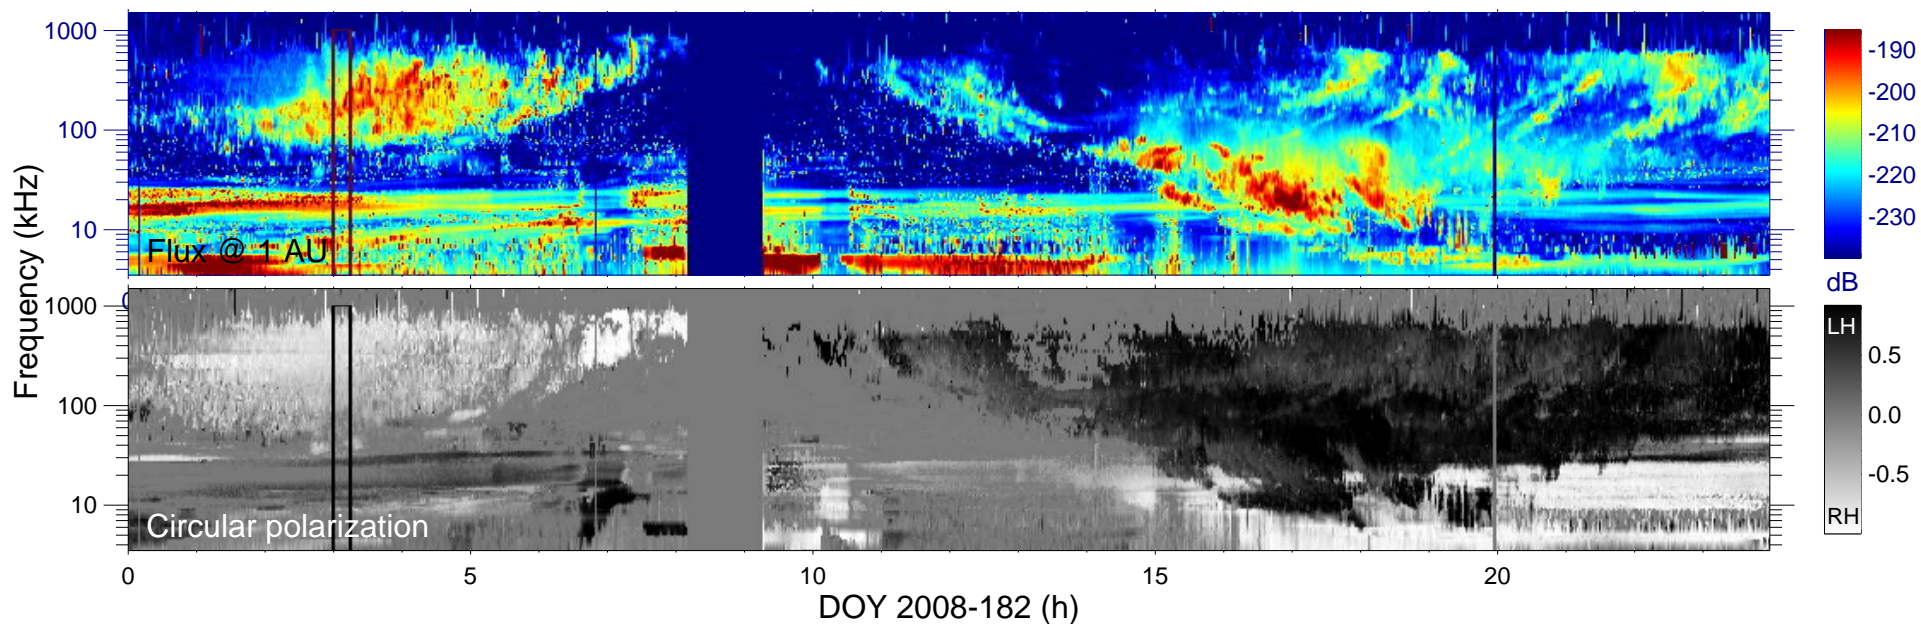 1000
100
10
Flux @ 1 AU
-190
-200
-210
-220
-230
dB
0
1000
100
10
Circular polarization
LH
0.5
0.0
-0.5
RH
Frequency (kHz)
0 5 10 15 20
DOY 2008-182 (h)